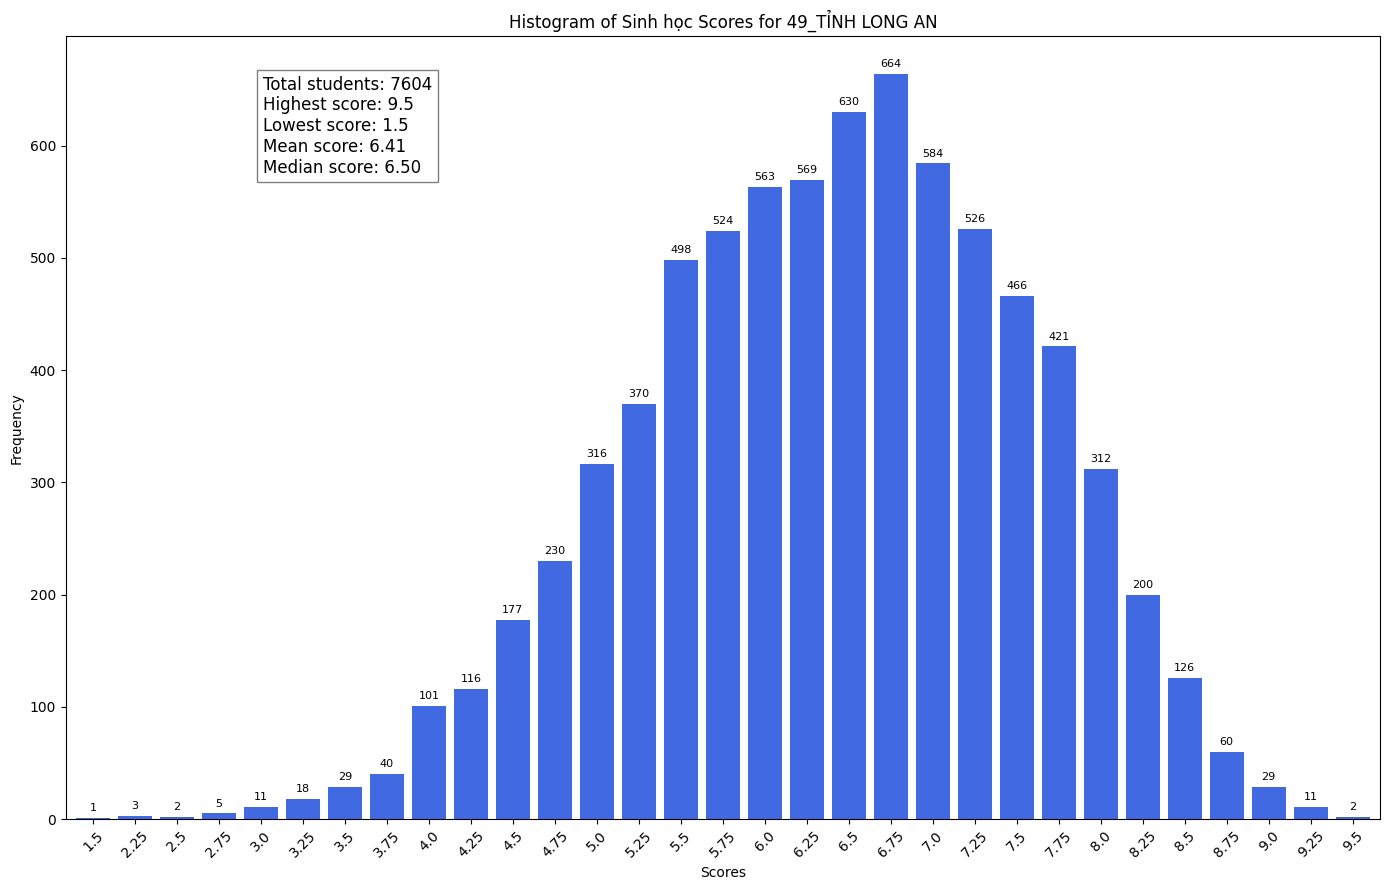 Histogram of Sinh học Scores for 49_TỈNH LONG AN
Total students: 7604
Highest score: 9.5
Lowest score: 1.5
Mean score: 6.41
Median score: 6.50
Frequency
600
500
400
300
200
100
0
1 3 2 5 11 18 29 40 101 116 177 230 316 370 498 524 563 569 630 664 584 526 466 421 312 200 126 60 29 11 2
1.5 2.25 2.5 2.75 3.0 3.25 3.5 3.75 4.0 4.25 4.5 4.75 5.0 5.25 5.5 5.75 6.0 6.25 6.5 6.75 7.0 7.25 7.5 7.75 8.0 8.25 8.5 8.75 9.0 9.25 9.5
Scores